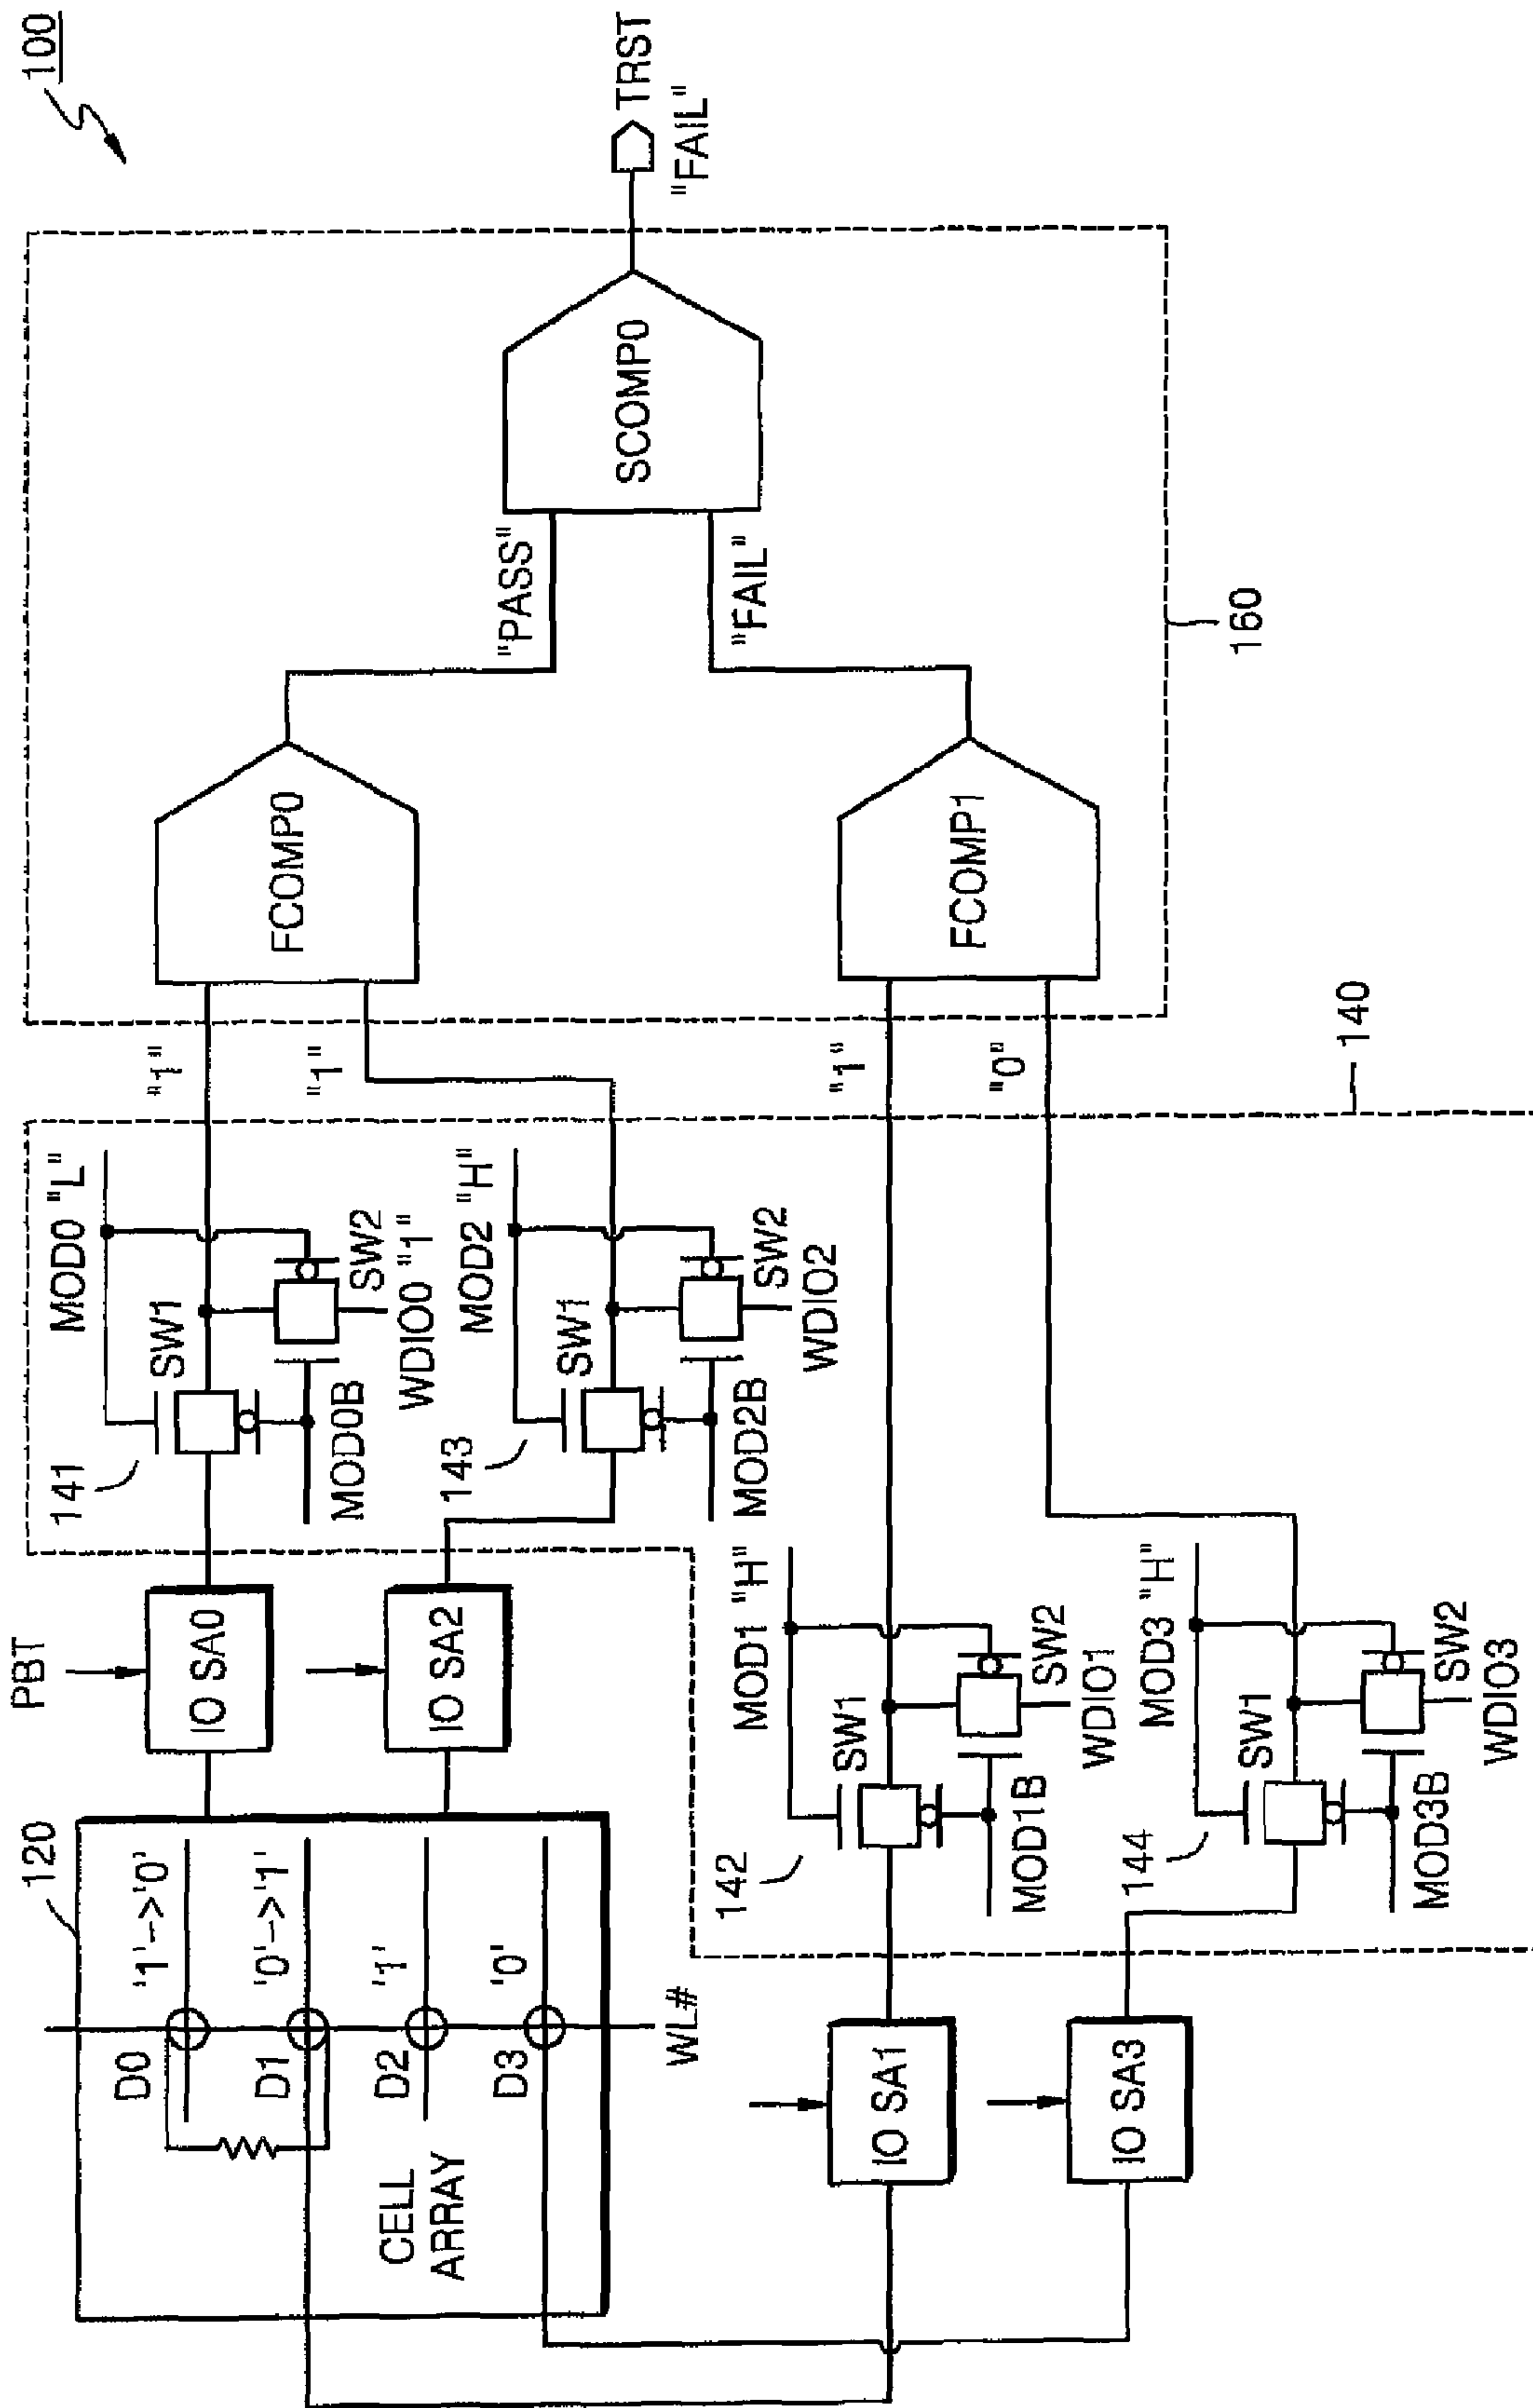 100
120
D0
'1'->'0'
D1
'0'->'1'
D2
'1'
D3
'0'
CELL
ARRAY
WL#
PBT
IO SA0
IO SA2
IO SA1
IO SA3
141
SW1
MOD0 "L"
MOD0B
SW2
WDIO0 "1"
143
SW1
MOD2 "H"
MOD2B
SW2
WDIO2
142
SW1
MOD1 "H"
MOD1B
SW2
WDIO1
144
SW1
MOD3 "H"
MOD3B
SW2
WDIO3
140
"1"
"1"
"1"
"0"
FCOMP0
FCOMP1
"PASS"
"FAIL"
SCOMP0
160
TRST
"FAIL"